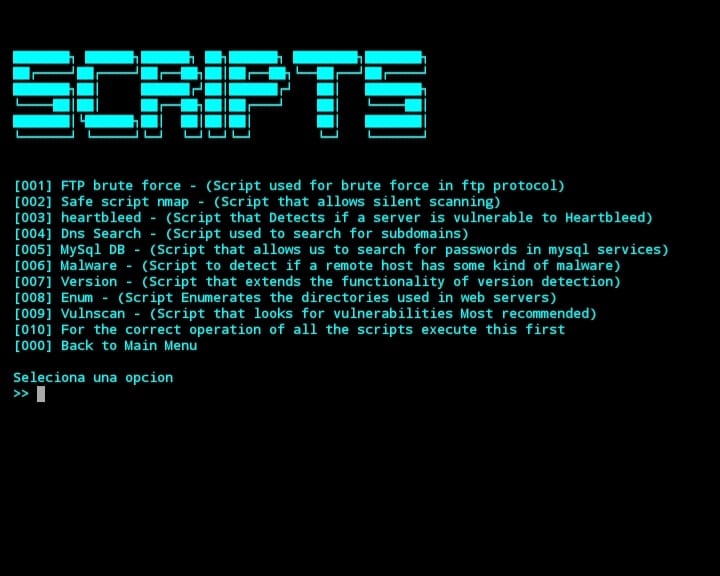 SCRIPTS
[001] FTP brute force - (Script used for brute force in ftp protocol)
[002] Safe script nmap - (Script that allows silent scanning)
[003] heartbleed - (Script that Detects if a server is vulnerable to Heartbleed)
[004] Dns Search - (Script used to search for subdomains)
[005] MySql DB - (Script that allows us to search for passwords in mysql services)
[006] Malware - (Script to detect if a remote host has some kind of malware)
[007] Version - (Script that extends the functionality of version detection)
[008] Enum - (Script Enumerates the directories used in web servers)
[009] Vulnscan - (Script that looks for vulnerabilities Most recommended)
[010] For the correct operation of all the scripts execute this first
[000] Back to Main Menu
Seleciona una opcion
>>